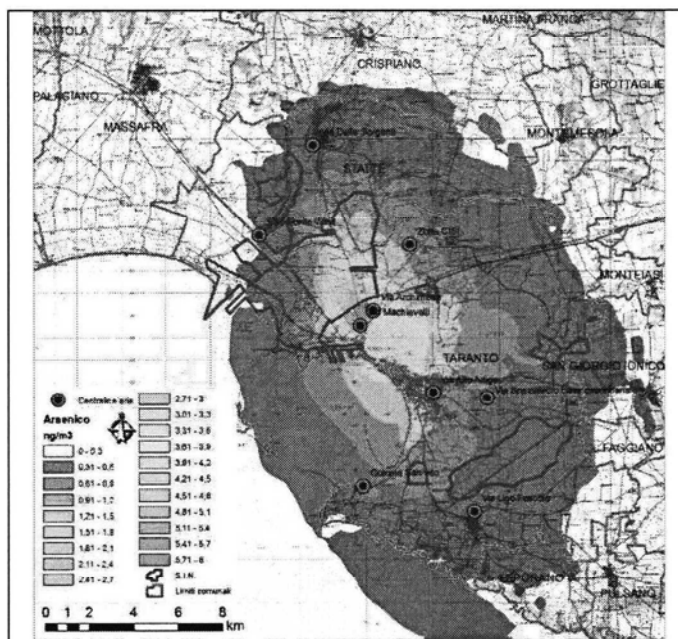 MOTTOLA
MARTINA FRANCA
CRISPIANO
GROTTAGLIE
PALAGIANO
MASSAFRA
MONTEMESOLA
STATTE
MONTEIASI
Machiavelli
TARANTO
SAN GIORGIO IONICO
FAGGIANO
LEPORANO
PULSANO
Arsenico
ng/m3
0 - 0,3
0,31 - 0,6
0,61 - 0,9
0,91 - 1,2
1,21 - 1,5
1,51 - 1,8
1,81 - 2,1
2,11 - 2,4
2,41 - 2,7
2,71 - 3
3,01 - 3,3
3,31 - 3,6
3,61 - 3,9
3,91 - 4,2
4,21 - 4,5
4,51 - 4,8
4,81 - 5,1
5,11 - 5,4
5,41 - 5,7
5,71 - 6
S.I.N.
Limiti comunali
0 1 2 4 6 8
km